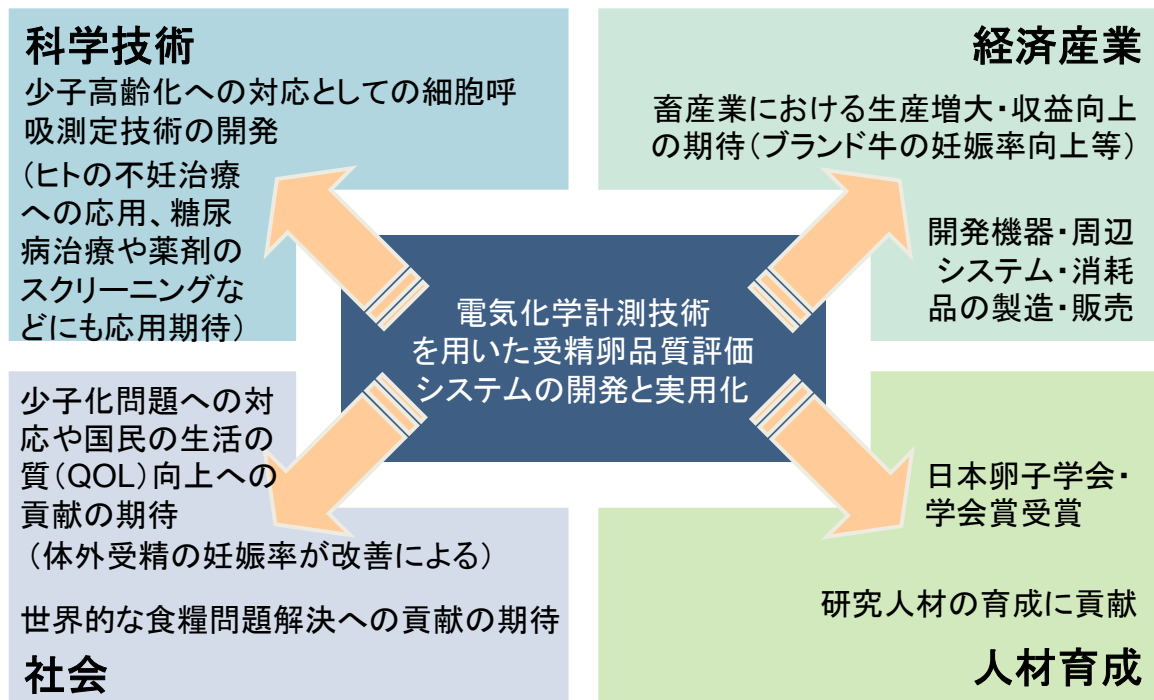 科学技術
少子高齢化への対応としての細胞呼
吸測定技術の開発
(ヒトの不妊治療
への応用、糖尿
病治療や薬剤の
スクリーニングな
どにも応用期待)
経済産業
畜産業における生産増大・収益向上
の期待(ブランド牛の妊娠率向上等)
開発機器・周辺
システム・消耗
品の製造・販売
電気化学計測技術
を用いた受精卵品質評価
システムの開発と実用化
少子化問題への対
応や国民の生活の
質(QOL)向上への
貢献の期待
(体外受精の妊娠率が改善による)
世界的な食糧問題解決への貢献の期待
社会
日本卵子学会・
学会賞受賞
研究人材の育成に貢献
人材育成